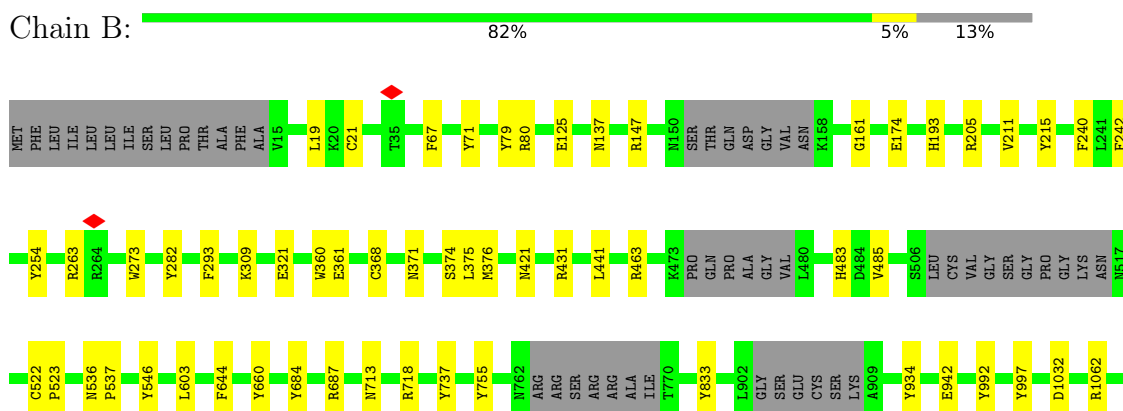 Chain B:
82% 5% 13%
MET PHE LEU ILE LEU LEU ILE SER LEU PRO THR ALA PHE ALA V15 L19 K20 C21 T35 F67 Y71 Y79 R80 E125 N137 R147 N150 SER THR GLN ASP GLY VAL ASN K158 G161 E174 H193 R205 V211 Y215 F240 L241 F242
Y254 R263 R264 W273 Y282 F293 K309 E321 W360 E361 C368 N371 S374 L375 M376 N421 R431 L441 R463 K473 PRO GLN PRO ALA GLY VAL L480 H483 D484 V485 S506 LEU CYS VAL GLY SER GLY PRO GLY LYS ASN N517
C522 P523 N536 P537 Y546 L603 F644 Y660 Y684 R687 N713 R718 Y737 Y755 N762 ARG ARG SER ARG ARG ALA ILE T770 Y833 L902 GLY SER GLU CYS SER LYS A909 Y934 E942 Y992 Y997 D1032 R1062